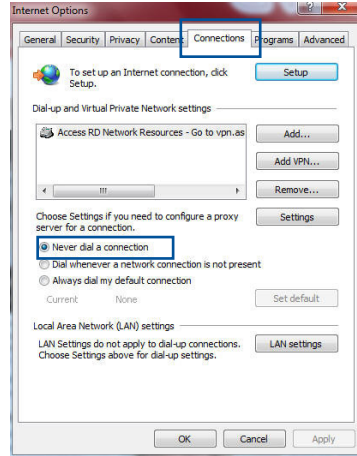 Internet Options
General Security Privacy Content Connections Programs Advanced
To set up an Internet connection, click
Setup.
Setup
Dial-up and Virtual Private Network settings
Access RD Network Resources - Go to vpn.as
Add...
Add VPN...
Remove...
Choose Settings if you need to configure a proxy
server for a connection.
Settings
Never dial a connection
Dial whenever a network connection is not present
Always dial my default connection
Current None Set default
Local Area Network (LAN) settings
LAN Settings do not apply to dial-up connections.
Choose Settings above for dial-up settings.
LAN settings
OK Cancel Apply